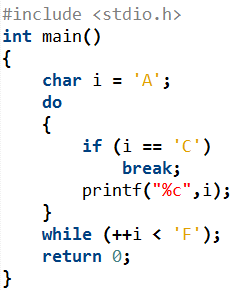 #include <stdio.h>
int main()
{
    char i = 'A';
    do
    {
        if (i == 'C')
            break;
        printf("%c",i);
    }
    while (++i < 'F');
    return 0;
}